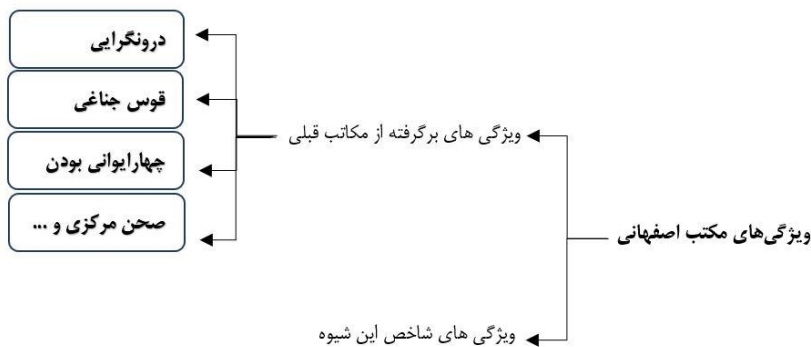 ویژگی‌های مکتب اصفهانی
ویژگی های برگرفته از مکاتب قبلی
درونگرایی
قوس جناغی
چهارایوانی بودن
صحن مرکزی و ...
ویژگی های شاخص این شیوه